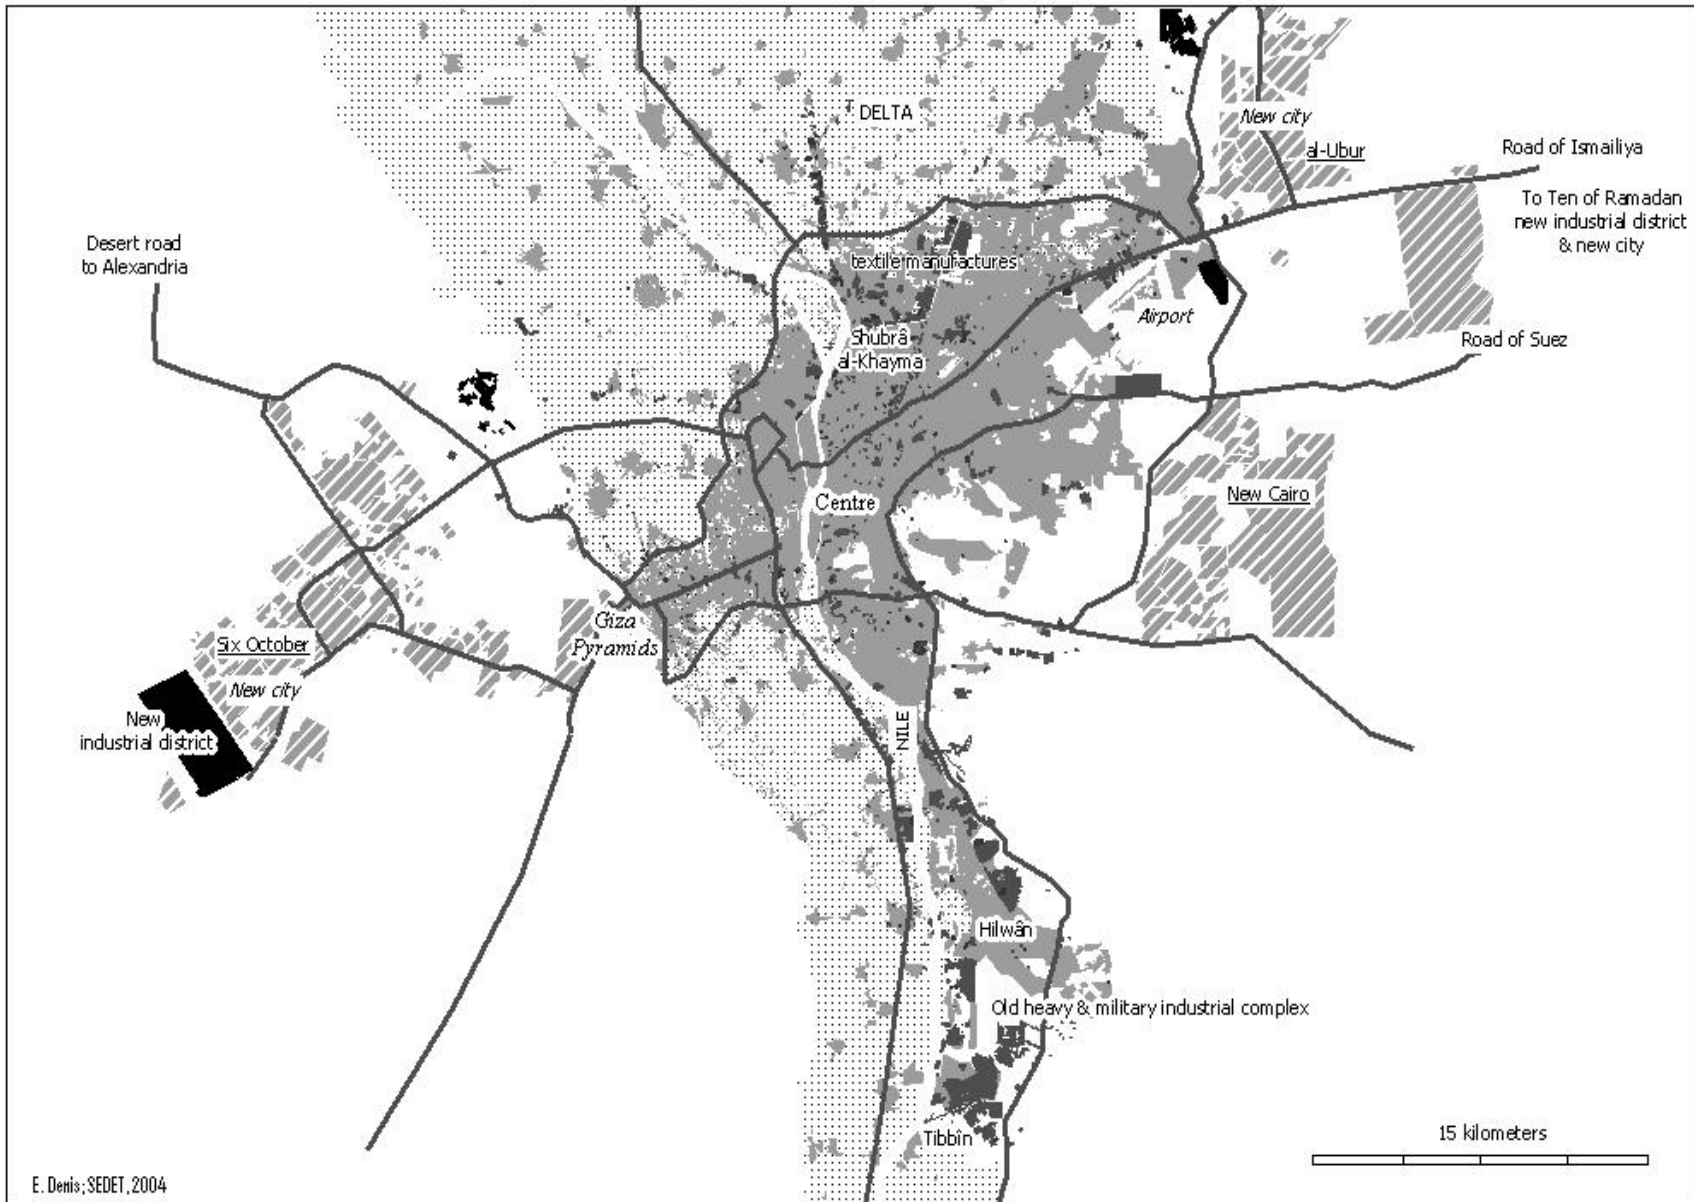 DELTA
New city
al-Ubur
Road of Ismailiya
To Ten of Ramadan
new industrial district
& new city
Desert road
to Alexandria
textile manufactures
Airport
Shubrâ
al-Khayma
Road of Suez
Centre
New Cairo
Giza
Pyramids
Six October
New city
New
industrial district
NILE
Hilwân
Old heavy & military industrial complex
Tibbîn
15 kilometers
E. Denis; SEDET, 2004